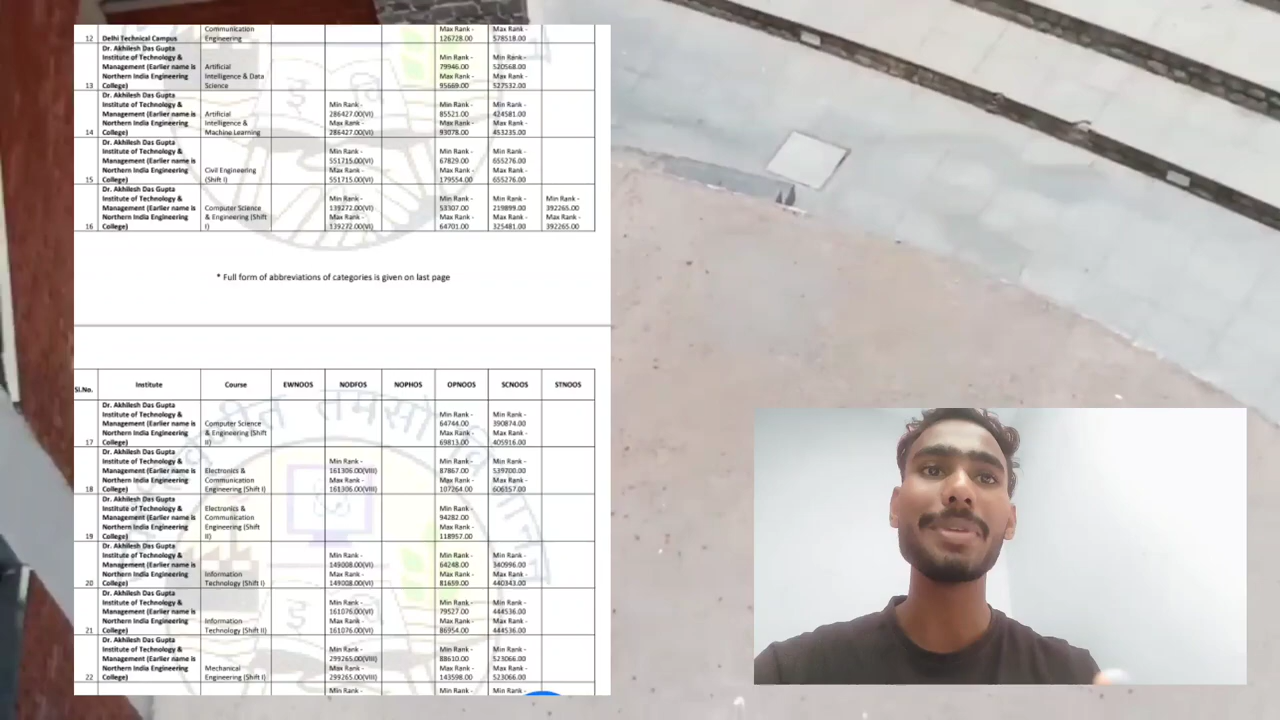 Communication
Engineering
Max Rank -
126728.00
Max Rank -
578518.00
12
Delhi Technical Campus
13
Dr. Akhilesh Das Gupta
Institute of Technology &
Management (Earlier name is
Northern India Engineering
College)
Artificial
Intelligence & Data
Science
Min Rank -
79946.00
Max Rank -
95669.00
Min Rank -
520568.00
Max Rank -
527532.00
14
Dr. Akhilesh Das Gupta
Institute of Technology &
Management (Earlier name is
Northern India Engineering
College)
Artificial
Intelligence &
Machine Learning
Min Rank -
286427.00(VI)
Max Rank -
286427.00(VI)
Min Rank -
85521.00
Max Rank -
93078.00
Min Rank -
424581.00
Max Rank -
453235.00
15
Dr. Akhilesh Das Gupta
Institute of Technology &
Management (Earlier name is
Northern India Engineering
College)
Civil Engineering
(Shift I)
Min Rank -
551715.00(VI)
Max Rank -
551715.00(VI)
Min Rank -
67829.00
Max Rank -
179554.00
Min Rank -
655276.00
Max Rank -
655276.00
16
Dr. Akhilesh Das Gupta
Institute of Technology &
Management (Earlier name is
Northern India Engineering
College)
Computer Science
& Engineering (Shift
I)
Min Rank -
139272.00(VI)
Max Rank -
139272.00(VI)
Min Rank -
53307.00
Max Rank -
64701.00
Min Rank -
219899.00
Max Rank -
325481.00
Min Rank -
392265.00
Max Rank -
392265.00
* Full form of abbreviations of categories is given on last page
Sl.No.
Institute
Course
EWNOOS
NODFOS
NOPHOS
OPNOOS
SCNOOS
STNOOS
17
Dr. Akhilesh Das Gupta
Institute of Technology &
Management (Earlier name is
Northern India Engineering
College)
Computer Science
& Engineering (Shift
II)
Min Rank -
64744.00
Max Rank -
69813.00
Min Rank -
390874.00
Max Rank -
405916.00
18
Dr. Akhilesh Das Gupta
Institute of Technology &
Management (Earlier name is
Northern India Engineering
College)
Electronics &
Communication
Engineering (Shift I)
Min Rank -
161306.00(VIII)
Max Rank -
161306.00(VIII)
Min Rank -
87867.00
Max Rank -
107264.00
Min Rank -
539700.00
Max Rank -
606157.00
19
Dr. Akhilesh Das Gupta
Institute of Technology &
Management (Earlier name is
Northern India Engineering
College)
Electronics &
Communication
Engineering (Shift
II)
Min Rank -
94282.00
Max Rank -
118957.00
20
Dr. Akhilesh Das Gupta
Institute of Technology &
Management (Earlier name is
Northern India Engineering
College)
Information
Technology (Shift I)
Min Rank -
149008.00(VI)
Max Rank -
149008.00(VI)
Min Rank -
64248.00
Max Rank -
81659.00
Min Rank -
340996.00
Max Rank -
440343.00
21
Dr. Akhilesh Das Gupta
Institute of Technology &
Management (Earlier name is
Northern India Engineering
College)
Information
Technology (Shift II)
Min Rank -
161076.00(VI)
Max Rank -
161076.00(VI)
Min Rank -
79527.00
Max Rank -
86954.00
Min Rank -
444536.00
Max Rank -
444536.00
22
Dr. Akhilesh Das Gupta
Institute of Technology &
Management (Earlier name is
Northern India Engineering
College)
Mechanical
Engineering (Shift I)
Min Rank -
299265.00(VIII)
Max Rank -
299265.00(VIII)
Min Rank -
88610.00
Max Rank -
143598.00
Min Rank -
523066.00
Max Rank -
523066.00
Min Rank -
Min Rank -
Min Rank -